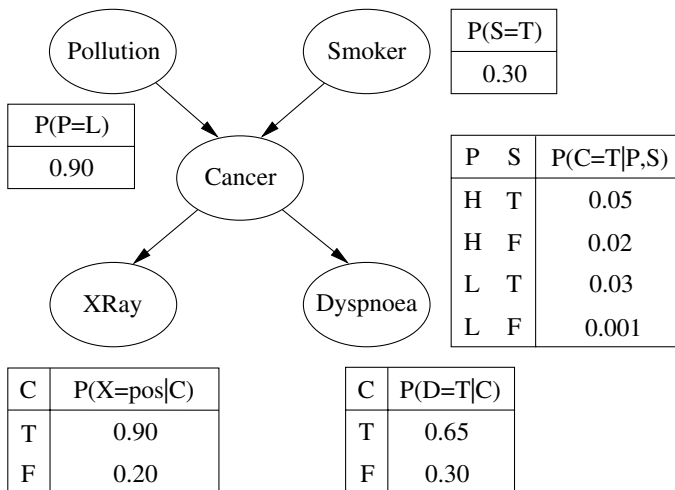 Pollution
Smoker
P(S=T)
0.30
P(P=L)
0.90
Cancer
P S P(C=T|P,S)
H T 0.05
H F 0.02
L T 0.03
L F 0.001
XRay
Dyspnoea
C P(X=pos|C)
T 0.90
F 0.20
C P(D=T|C)
T 0.65
F 0.30